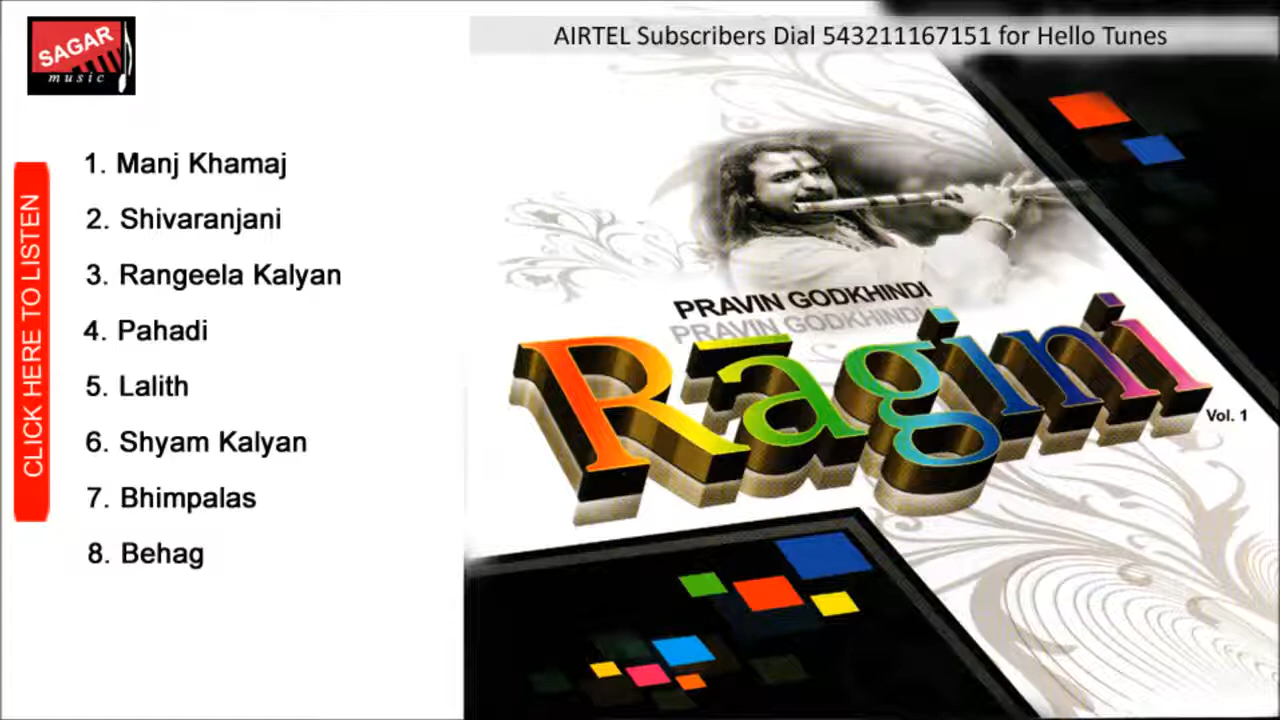 SAGAR
music
AIRTEL Subscribers Dial 543211167151 for Hello Tunes
CLICK HERE TO LISTEN
1. Manj Khamaj
2. Shivaranjani
3. Rangeela Kalyan
4. Pahadi
5. Lalith
6. Shyam Kalyan
7. Bhimpalas
8. Behag
PRAVIN GODKHINDI
PRAVIN GODKHINDI
Rāgini
Vol. 1